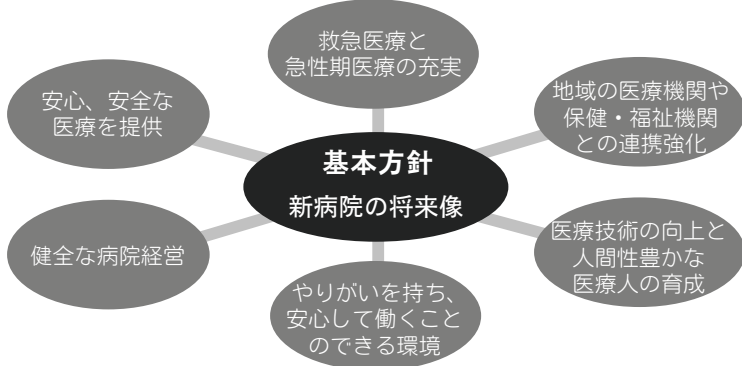 救急医療と
急性期医療の充実
安心、安全な
医療を提供
地域の医療機関や
保健・福祉機関
との連携強化
基本方針
新病院の将来像
健全な病院経営
医療技術の向上と
人間性豊かな
医療人の育成
やりがいを持ち、
安心して働くこと
のできる環境